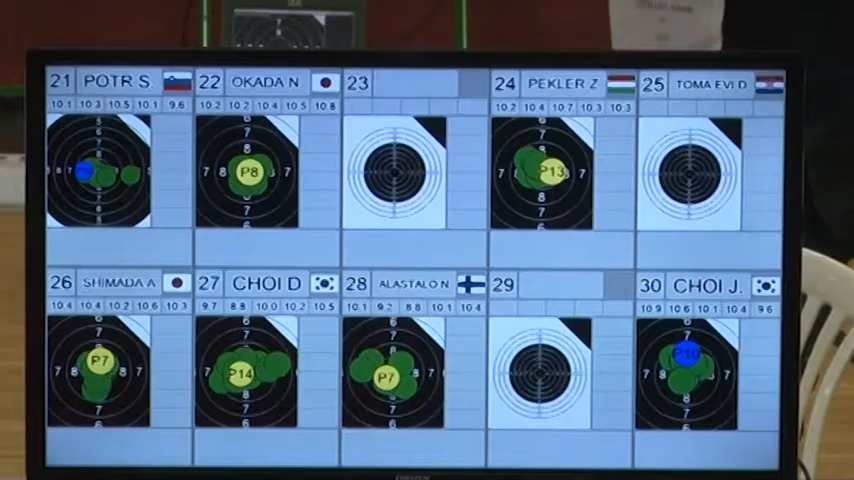 21 POTR S. 22 OKADA N 23 24 PEKLER Z 25 TOMA EVI D
10.1 10.3 10.5 10.1 9.6 10.2 10.2 10.4 10.5 10.8 10.2 10.4 10.7 10.3 10.3
P8 P13
26 SHIMADA A 27 CHOI D 28 ALASTALO N 29 30 CHOI J.
10.4 10.4 10.2 10.6 10.3 9.7 8.8 10.0 10.2 10.5 10.1 9.2 8.8 10.1 10.4 10.9 10.6 10.1 10.4 9.6
P7 P14 P7 P10